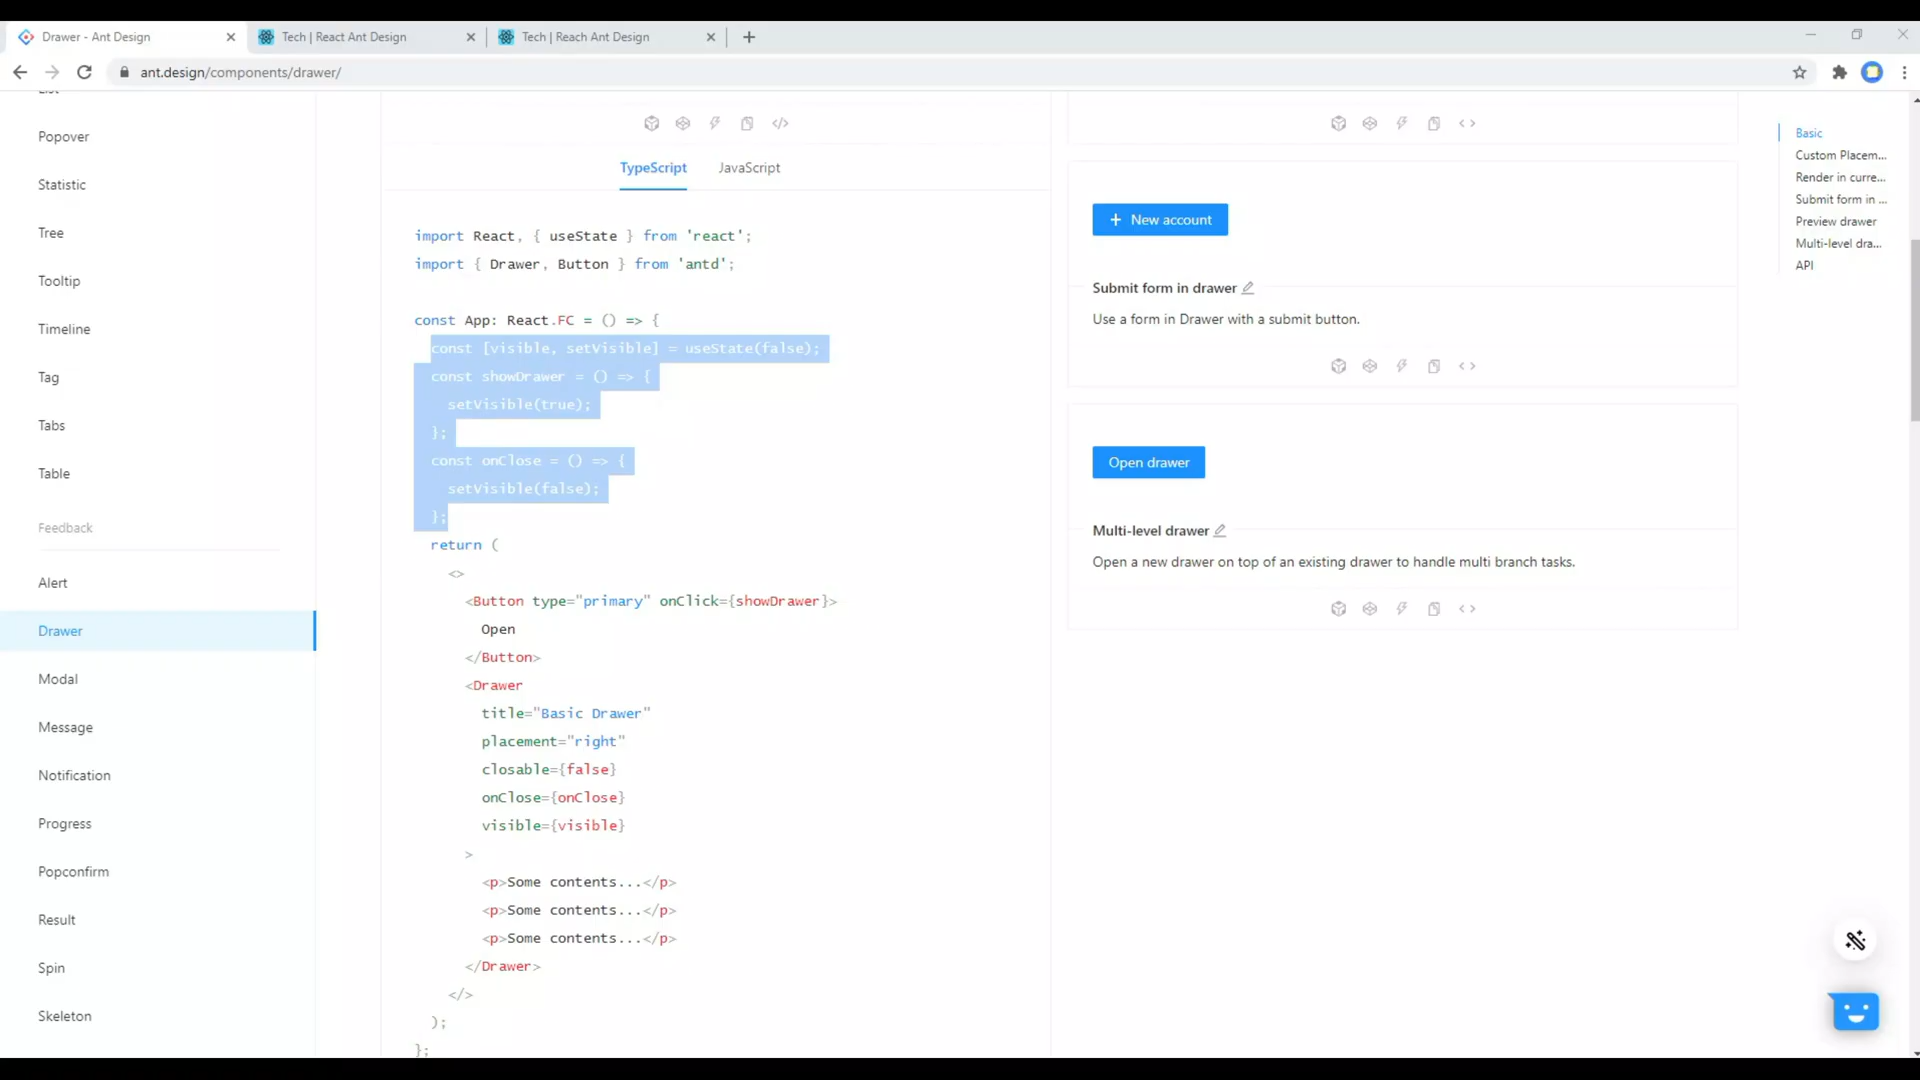 Drawer - Ant Design
Tech | React Ant Design
Tech | Reach Ant Design
ant.design/components/drawer/
List
Popover
Statistic
Tree
Tooltip
Timeline
Tag
Tabs
Table
Feedback
Alert
Drawer
Modal
Message
Notification
Progress
Popconfirm
Result
Spin
Skeleton
TypeScript
JavaScript
import React, { useState } from 'react';
import { Drawer, Button } from 'antd';
const App: React.FC = () => {
const [visible, setVisible] = useState(false);
const showDrawer = () => {
setVisible(true);
};
const onClose = () => {
setVisible(false);
};
return (
<>
<Button type="primary" onClick={showDrawer}>
Open
</Button>
<Drawer
title="Basic Drawer"
placement="right"
closable={false}
onClose={onClose}
visible={visible}
>
<p>Some contents...</p>
<p>Some contents...</p>
<p>Some contents...</p>
</Drawer>
</>
);
};
+ New account
Submit form in drawer
Use a form in Drawer with a submit button.
Open drawer
Multi-level drawer
Open a new drawer on top of an existing drawer to handle multi branch tasks.
Basic
Custom Placem...
Render in curre...
Submit form in ...
Preview drawer
Multi-level dra...
API